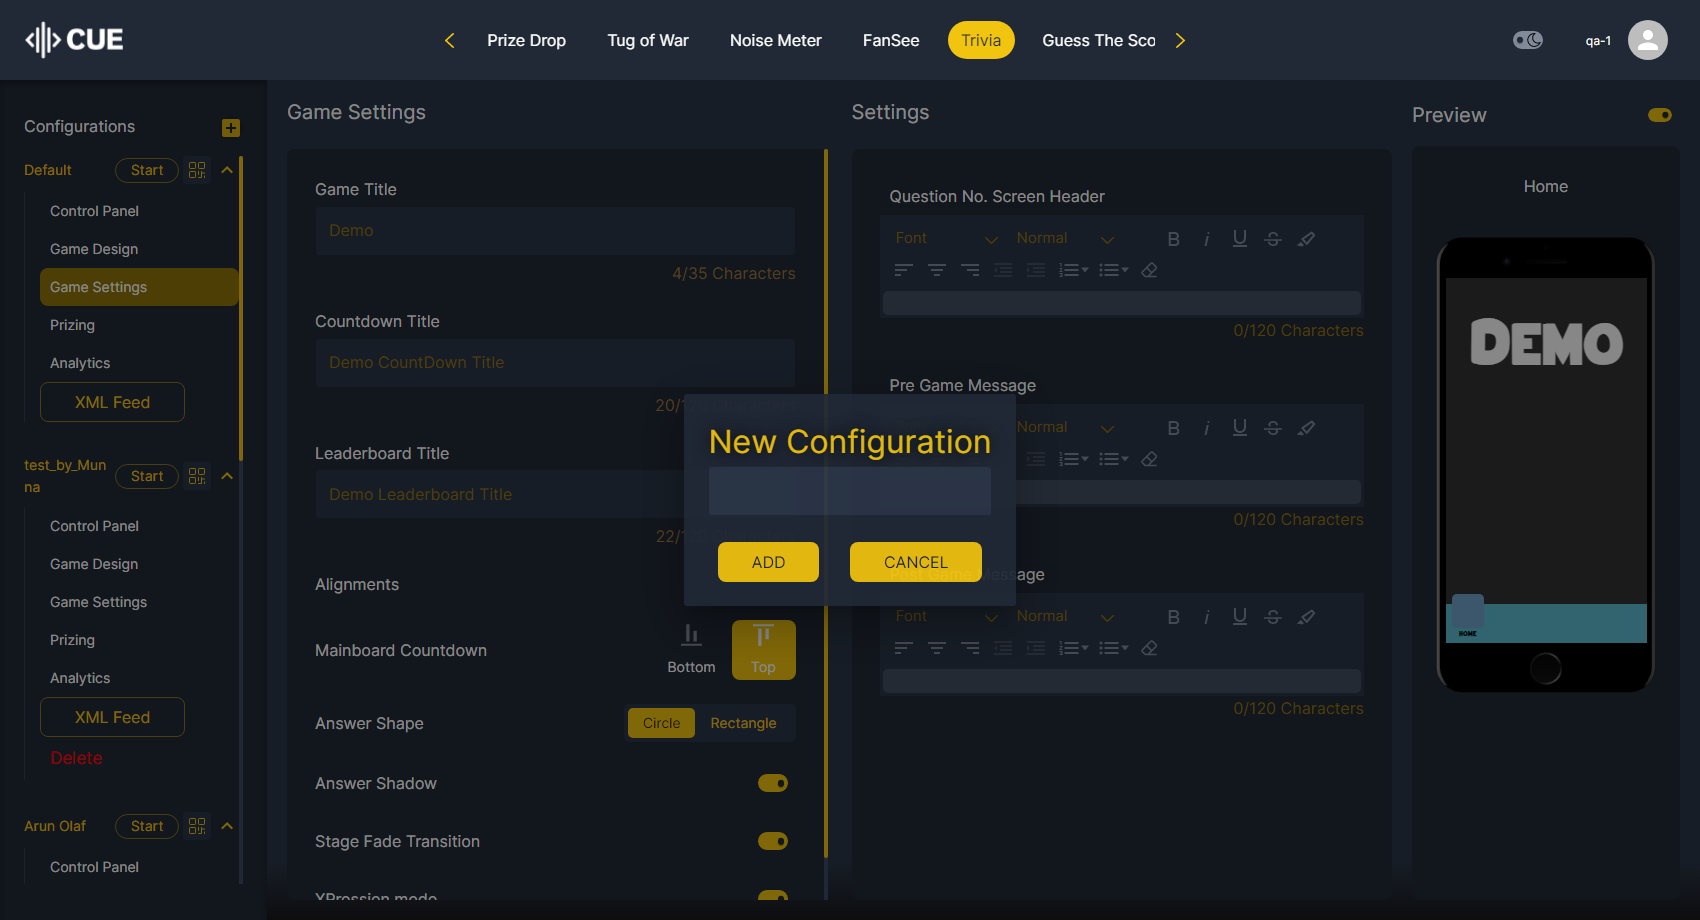 CUE
Prize Drop
Tug of War
Noise Meter
FanSee
Trivia
Guess The Sco
qa-1
Configurations
Default
Start
Control Panel
Game Design
Game Settings
Prizing
Analytics
XML Feed
test_by_Mun
na
Start
Control Panel
Game Design
Game Settings
Prizing
Analytics
XML Feed
Delete
Arun Olaf
Start
Control Panel
Game Settings
Game Title
Demo
4/35 Characters
Countdown Title
Demo CountDown Title
20/
Leaderboard Title
Demo Leaderboard Title
22/
Alignments
Mainboard Countdown
Bottom
Top
Answer Shape
Circle
Rectangle
Answer Shadow
Stage Fade Transition
XPression mode
New Configuration
ADD
CANCEL
Settings
Question No. Screen Header
Font
Normal
0/120 Characters
Pre Game Message
Normal
0/120 Characters
Post Game Message
Font
Normal
0/120 Characters
Preview
Home
DEMO
HOME